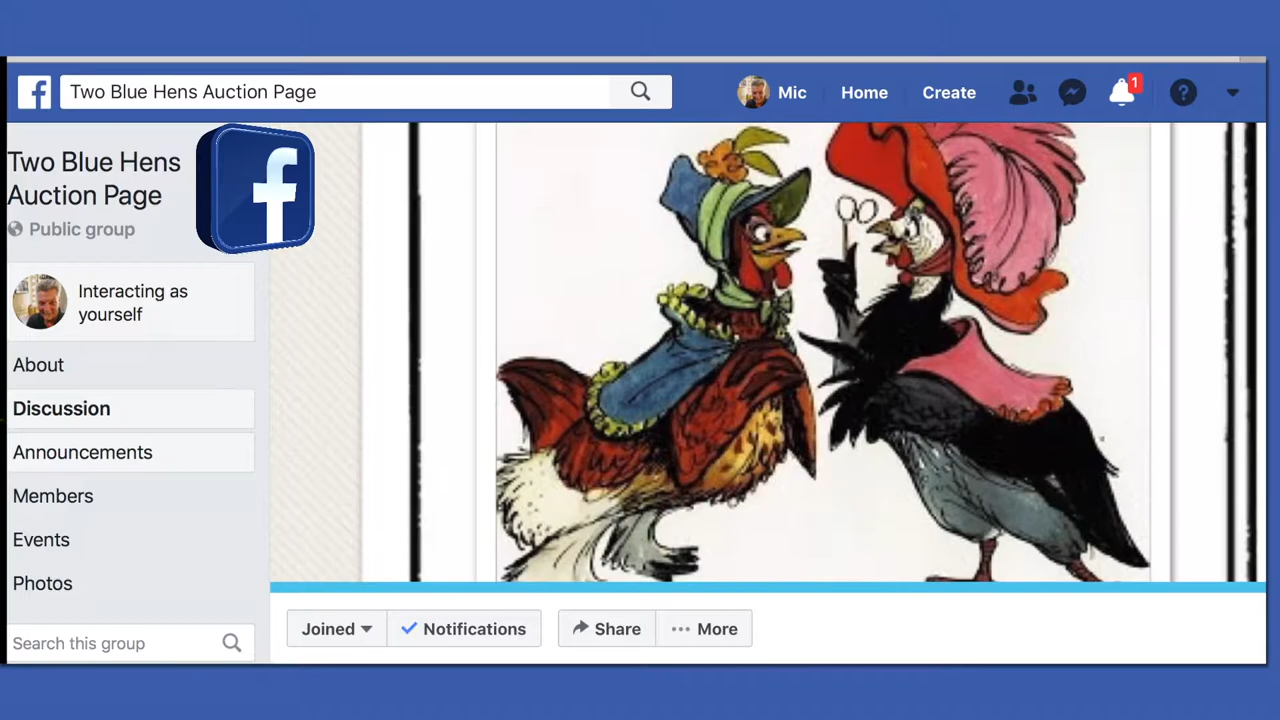 Two Blue Hens Auction Page
Mic
Home
Create
1
Two Blue Hens
Auction Page
Public group
Interacting as
yourself
About
Discussion
Announcements
Members
Events
Photos
Search this group
Joined
Notifications
Share
More